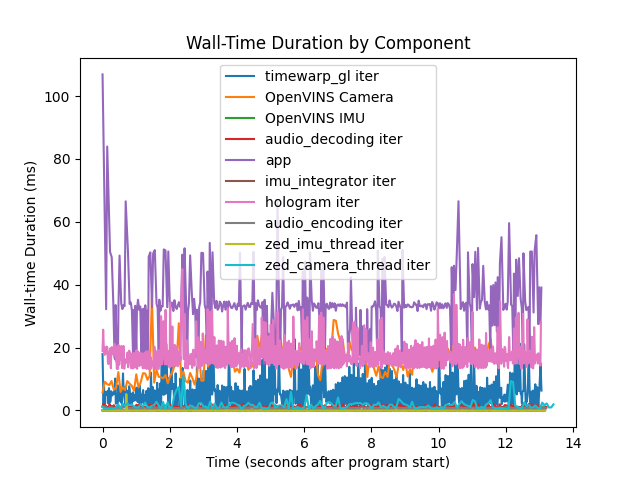 Wall-Time Duration by Component
timewarp_gl iter
OpenVINS Camera
OpenVINS IMU
audio_decoding iter
app
imu_integrator iter
hologram iter
audio_encoding iter
zed_imu_thread iter
zed_camera_thread iter
Wall-time Duration (ms)
100
80
60
40
20
0
0 2 4 6 8 10 12 14
Time (seconds after program start)